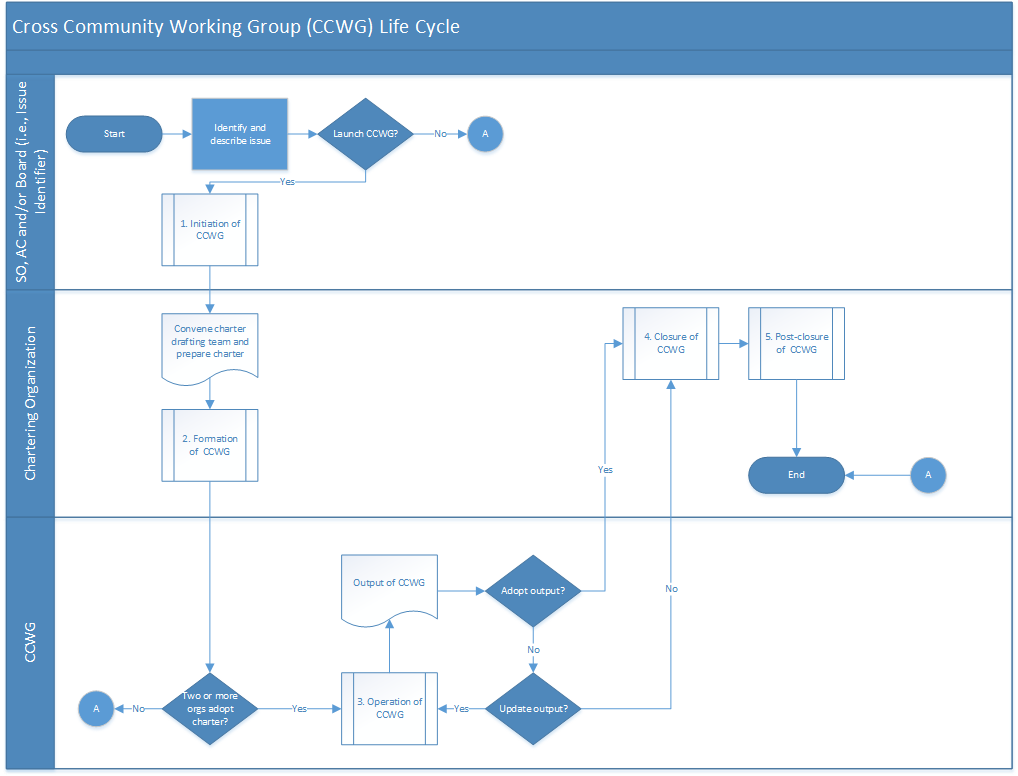 Cross Community Working Group (CCWG) Life Cycle
SO, AC and/or Board (i.e., Issue
Identifier)
Start
Identify and
describe issue
Launch CCWG?
No
A
Yes
1. Initiation of
CCWG
Chartering Organization
Convene charter
drafting team and
prepare charter
2. Formation
of CCWG
4. Closure of
CCWG
5. Post-closure
of CCWG
Yes
End
A
CCWG
Output of CCWG
Adopt output?
No
No
A
No
Two or more
orgs adopt
charter?
Yes
3. Operation of
CCWG
Yes
Update output?